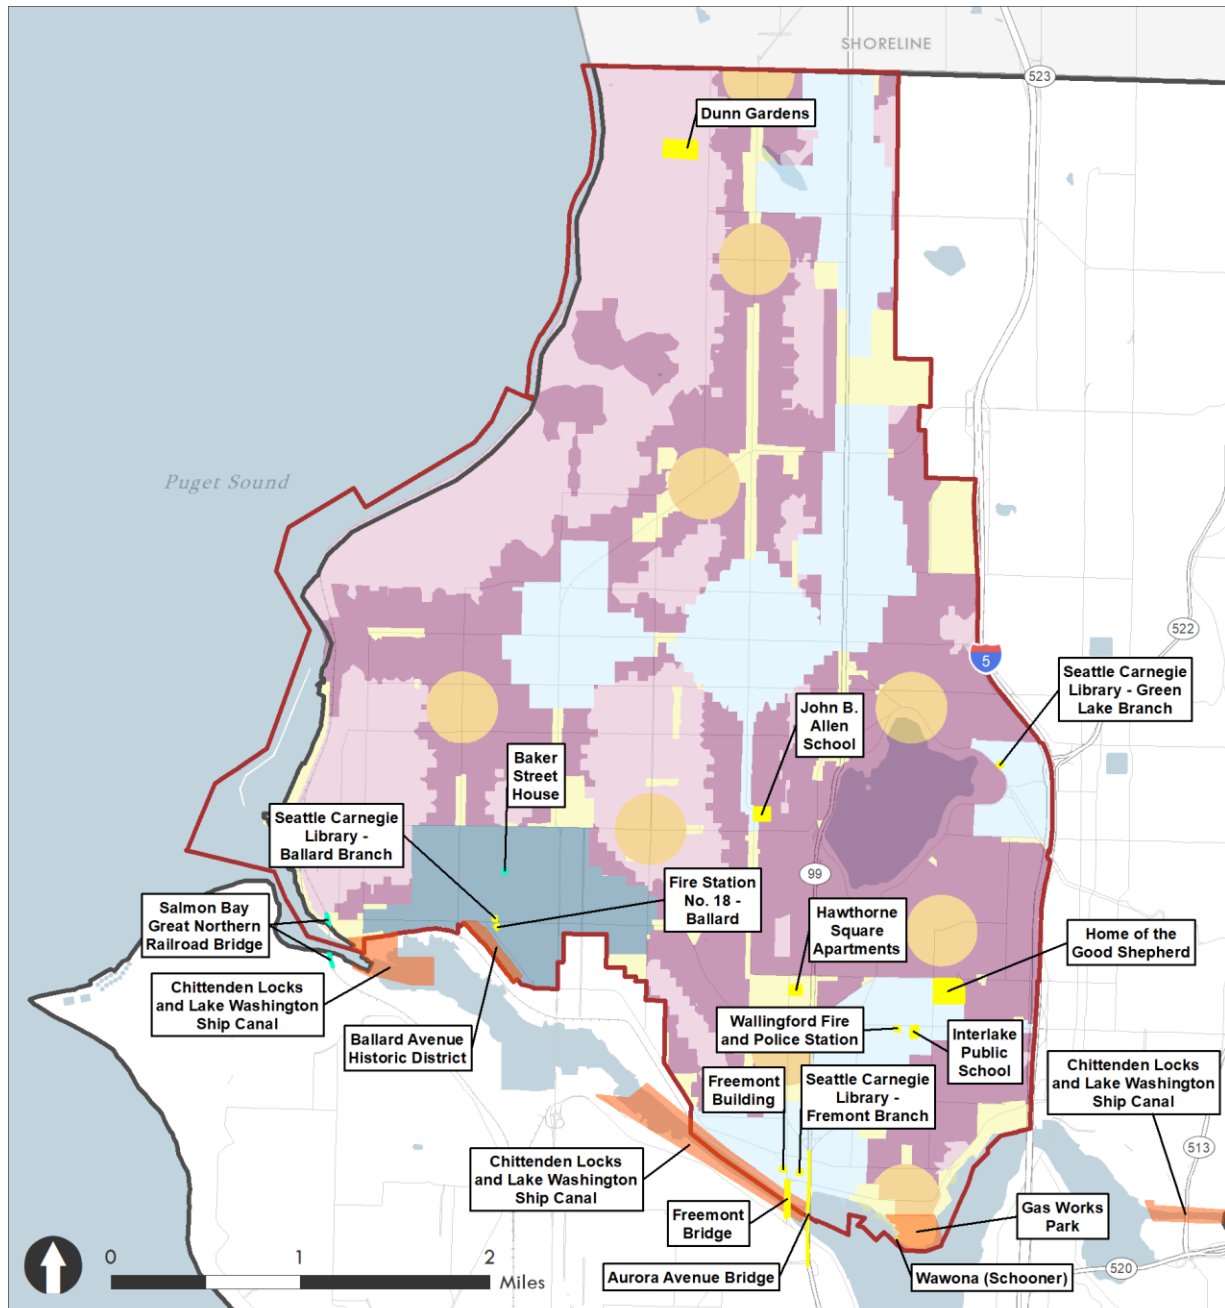 SHORELINE
523
Dunn Gardens
Puget Sound
522
5
Seattle Carnegie
Library - Green
Lake Branch
John B.
Allen
School
Baker
Street
House
Seattle Carnegie
Library -
Ballard Branch
99
Fire Station
No. 18 -
Ballard
Salmon Bay
Great Northern
Railroad Bridge
Hawthorne
Square
Apartments
Home of the
Good Shepherd
Chittenden Locks
and Lake Washington
Ship Canal
Ballard Avenue
Historic District
Wallingford Fire
and Police Station
Interlake
Public
School
Chittenden Locks
and Lake Washington
Ship Canal
Freemont
Building
Seattle Carnegie
Library -
Fremont Branch
513
Chittenden Locks
and Lake Washington
Ship Canal
Freemont
Bridge
Gas Works
Park
Aurora Avenue Bridge
Wawona (Schooner)
520
0 1 2
Miles